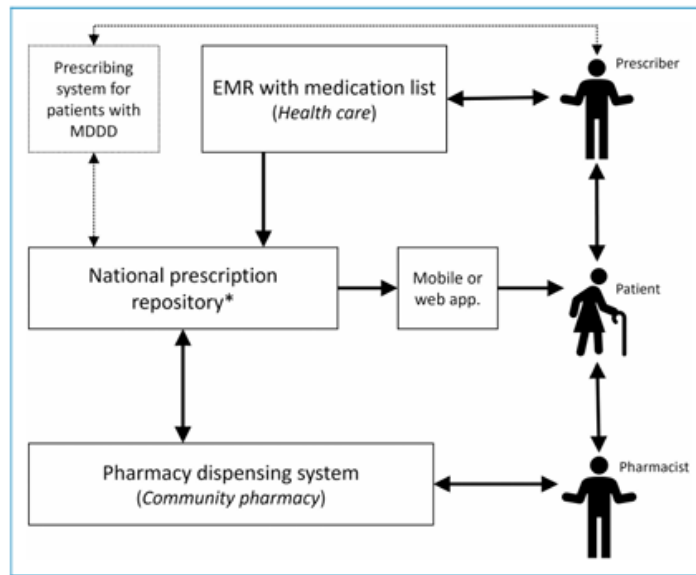 Prescribing
system for
patients with
MDDD
EMR with medication list
(Health care)
Prescriber
National prescription
repository*
Mobile or
web app.
Patient
Pharmacy dispensing system
(Community pharmacy)
Pharmacist